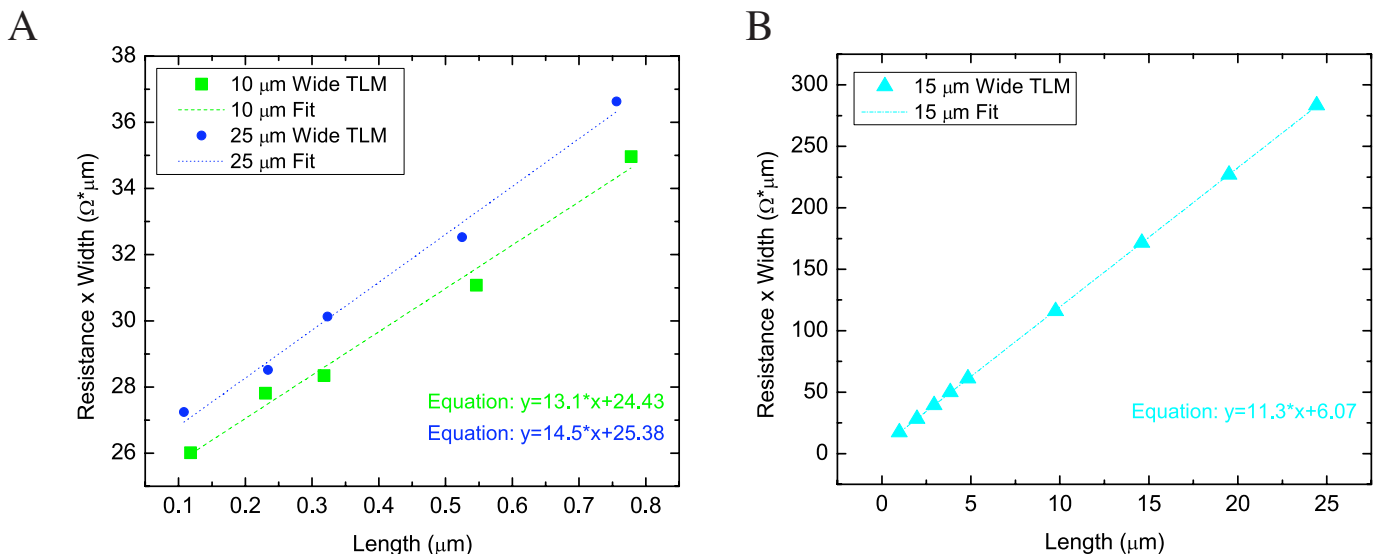 A
38
36
34
32
30
28
26
Resistance x Width (Ω*μm)
10 μm Wide TLM
10 μm Fit
25 μm Wide TLM
25 μm Fit
Equation: y=13.1*x+24.43
Equation: y=14.5*x+25.38
0.1 0.2 0.3 0.4 0.5 0.6 0.7 0.8
Length (μm)
B
300
250
200
150
100
50
0
Resistance x Width (Ω*μm)
15 μm Wide TLM
15 μm Fit
Equation: y=11.3*x+6.07
0 5 10 15 20 25
Length (μm)